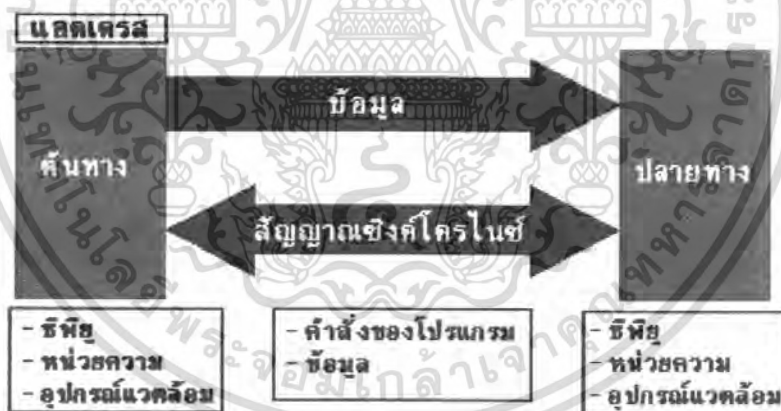 แอดเดรส
ข้อมูล
ต้นทาง
ปลายทาง
สัญญาณซิงค์โครไนซ์
- ซีพียู
- หน่วยความ
- อุปกรณ์แวดล้อม
- คำสั่งของโปรแกรม
- ข้อมูล
- ซีพียู
- หน่วยความ
- อุปกรณ์แวดล้อม